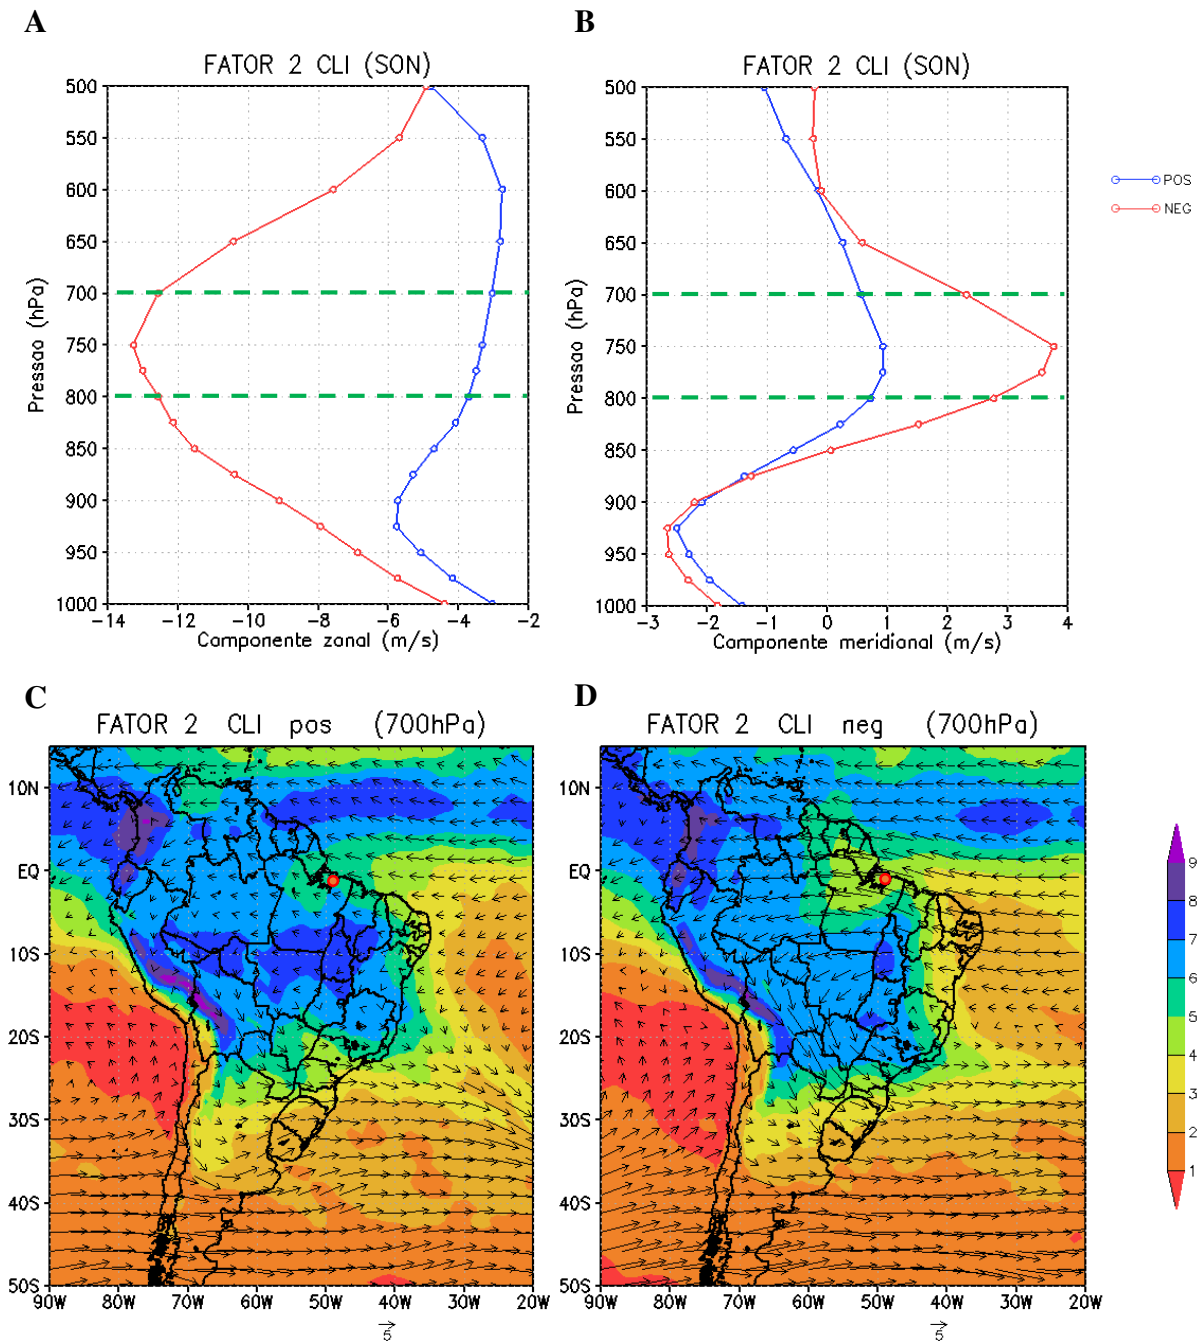 A
B
FATOR 2 CLI (SON)
FATOR 2 CLI (SON)
500
550
600
650
700
750
800
850
900
950
1000
Pressao (hPa)
-14
-12
-10
-8
-6
-4
-2
Componente zonal (m/s)
500
550
600
650
700
750
800
850
900
950
1000
Pressao (hPa)
-3
-2
-1
0
1
2
3
4
Componente meridional (m/s)
POS
NEG
C
D
FATOR 2 CLI pos (700hPa)
FATOR 2 CLI neg (700hPa)
10N
EQ
10S
20S
30S
40S
50S
90W
80W
70W
60W
50W
40W
30W
20W
5
10N
EQ
10S
20S
30S
40S
50S
90W
80W
70W
60W
50W
40W
30W
20W
5
9
8
7
6
5
4
3
2
1